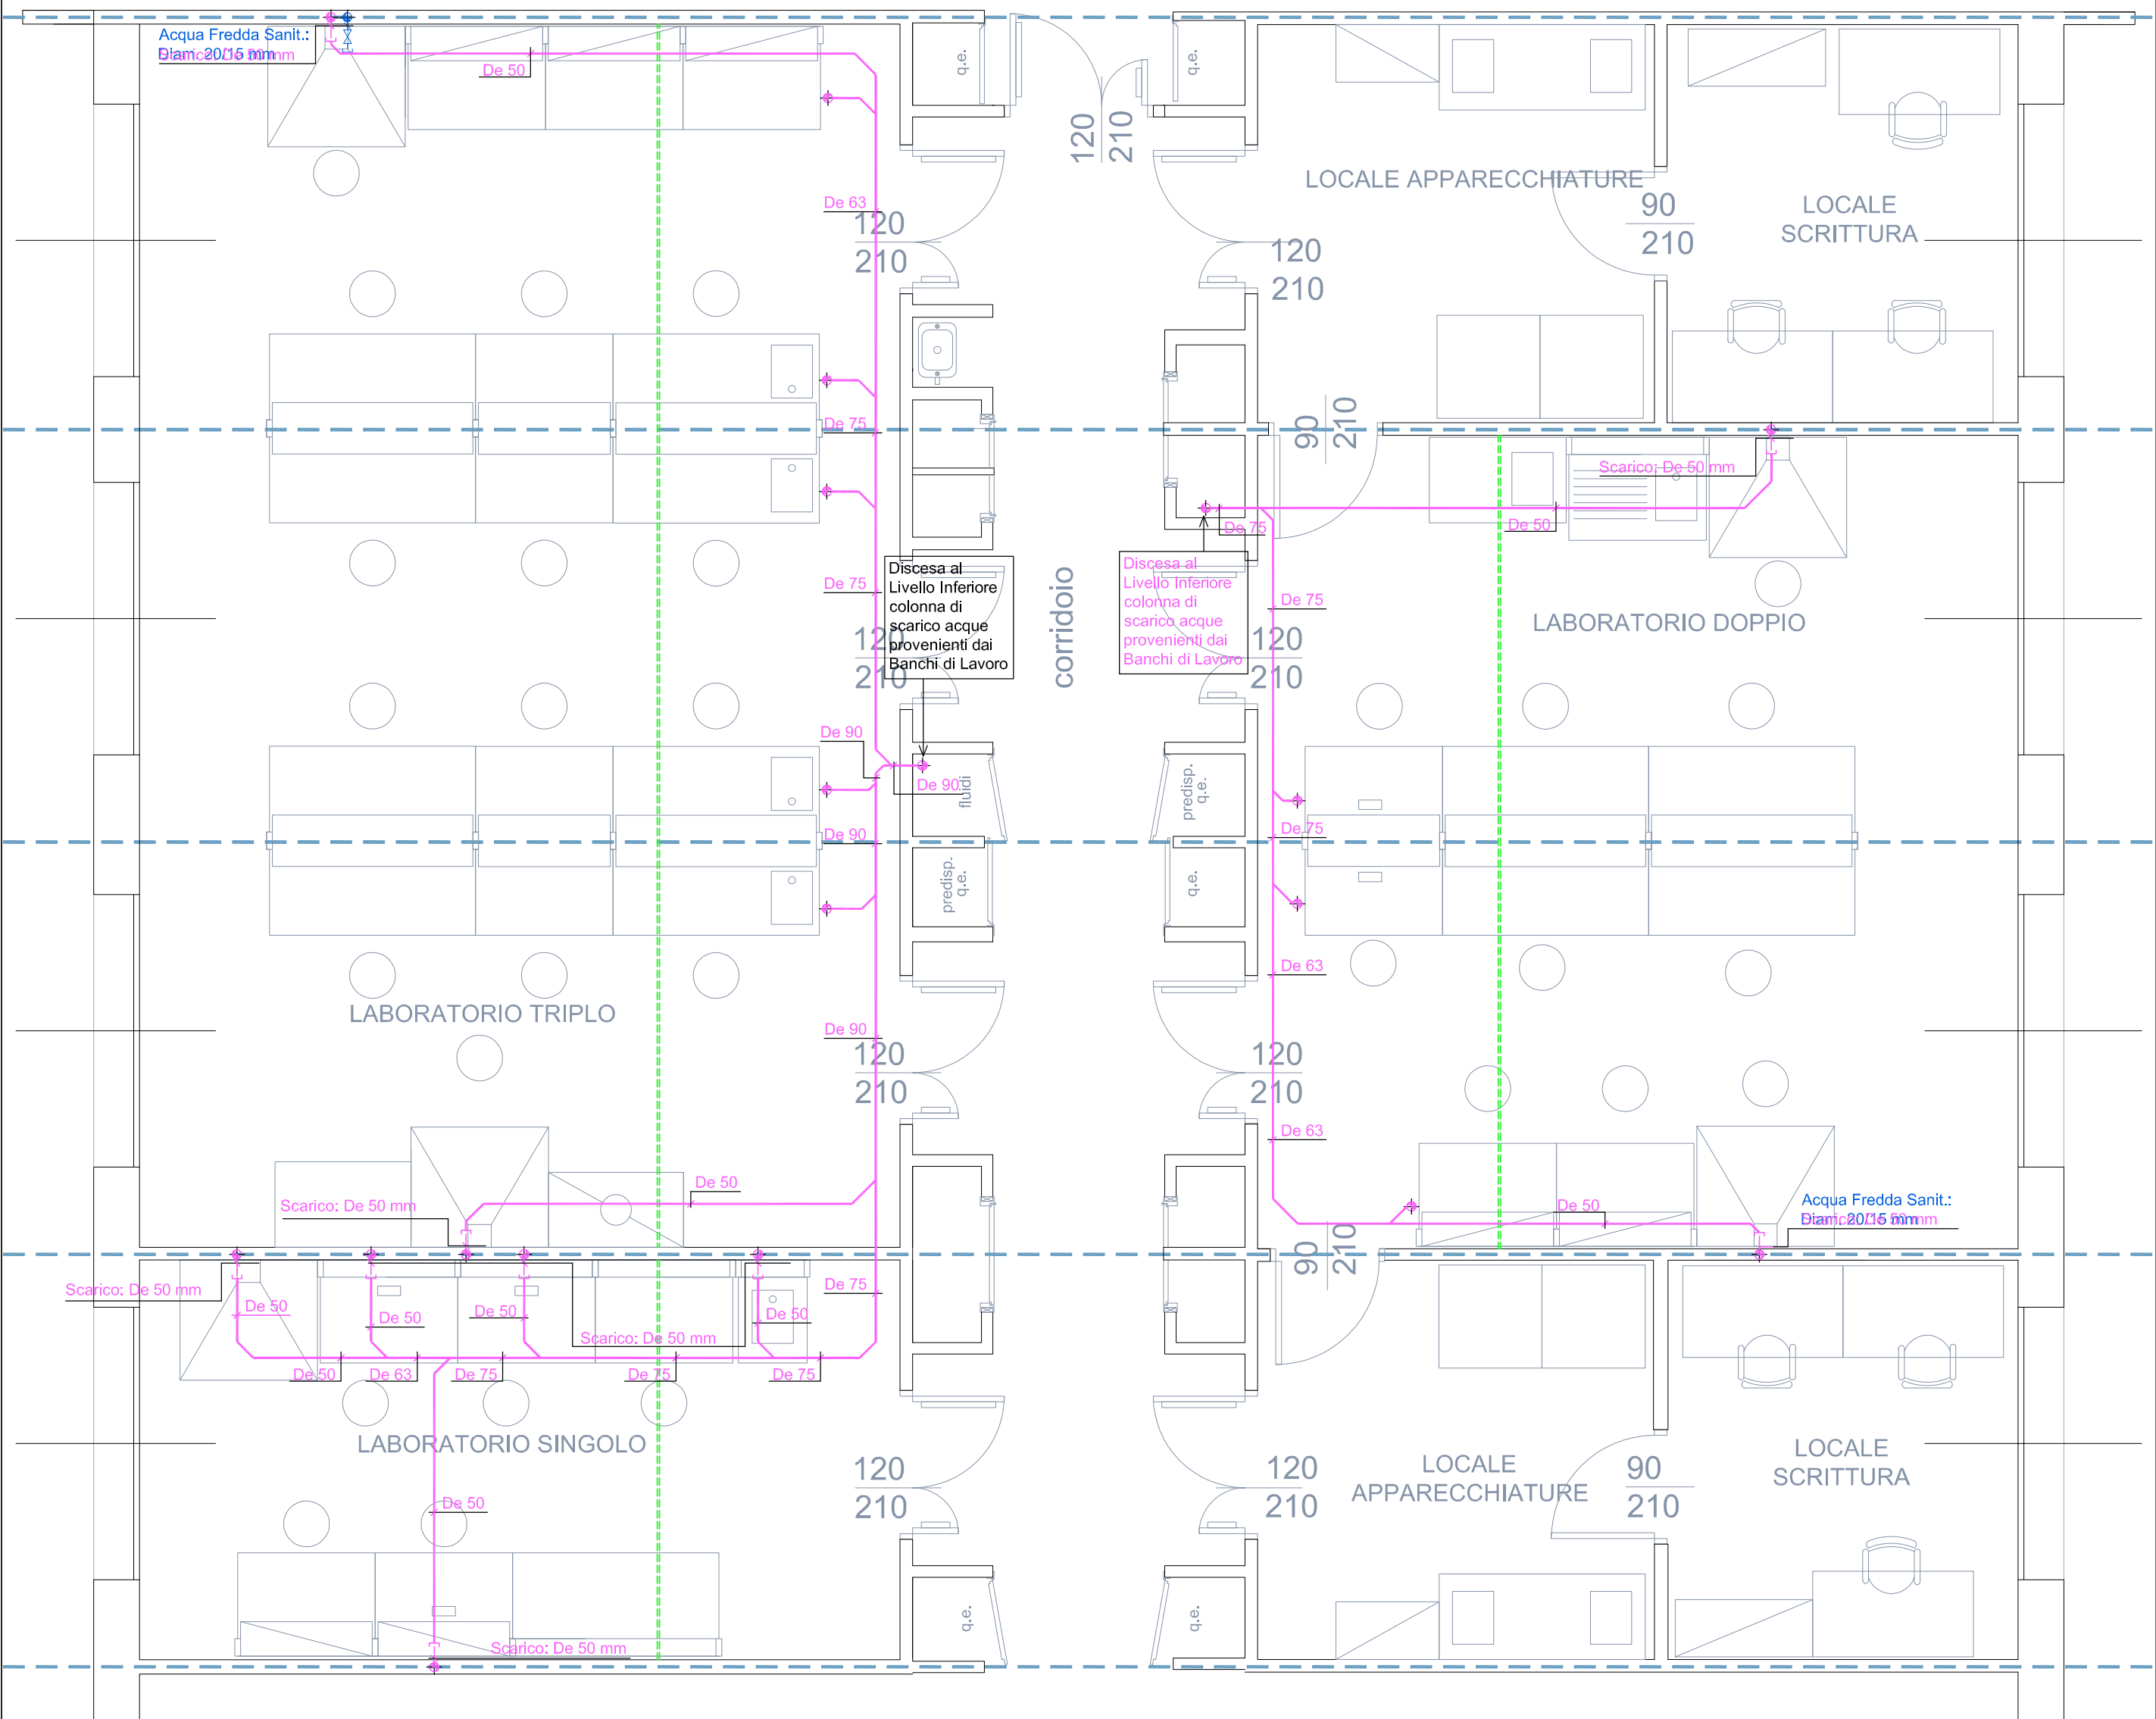 Acqua Fredda Sanit.:
Diam. 20/15 mm
Scarico: De 50 mm
De 50
q.e.
q.e.
120
210
LOCALE APPARECCHIATURE
90
210
LOCALE
SCRITTURA
De 63
120
210
120
210
De 75
90
210
Scarico: De 50 mm
De 75
De 50
Discesa al
Livello Inferiore
colonna di
scarico acque
provenienti dai
Banchi di Lavoro
Discesa al
Livello Inferiore
colonna di
scarico acque
provenienti dai
Banchi di Lavoro
De 75
corridoio
De 75
LABORATORIO DOPPIO
120
210
120
210
De 90
De 90
fluidi
predisp.
q.e.
De 90
De 75
predisp.
q.e.
q.e.
De 63
LABORATORIO TRIPLO
De 90
120
210
120
210
De 63
De 50
Scarico: De 50 mm
De 50
Acqua Fredda Sanit.:
Diam. 20/15 mm
Scarico: De 50 mm
90
210
Scarico: De 50 mm
De 50
De 50
De 50
De 50
De 75
Scarico: De 50 mm
De 50
De 63
De 75
De 75
De 75
LABORATORIO SINGOLO
120
210
120
210
LOCALE
APPARECCHIATURE
90
210
LOCALE
SCRITTURA
De 50
q.e.
q.e.
Scarico: De 50 mm